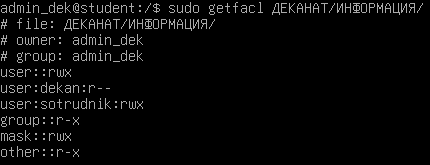 admin_dek@student:/$ sudo getfacl ДЕКАНАТ/ИНФОРМАЦИЯ/
# file: ДЕКАНАТ/ИНФОРМАЦИЯ/
# owner: admin_dek
# group: admin_dek
user::rwx
user:dekan:r--
user:sotrudnik:rwx
group::r-x
mask::rwx
other::r-x